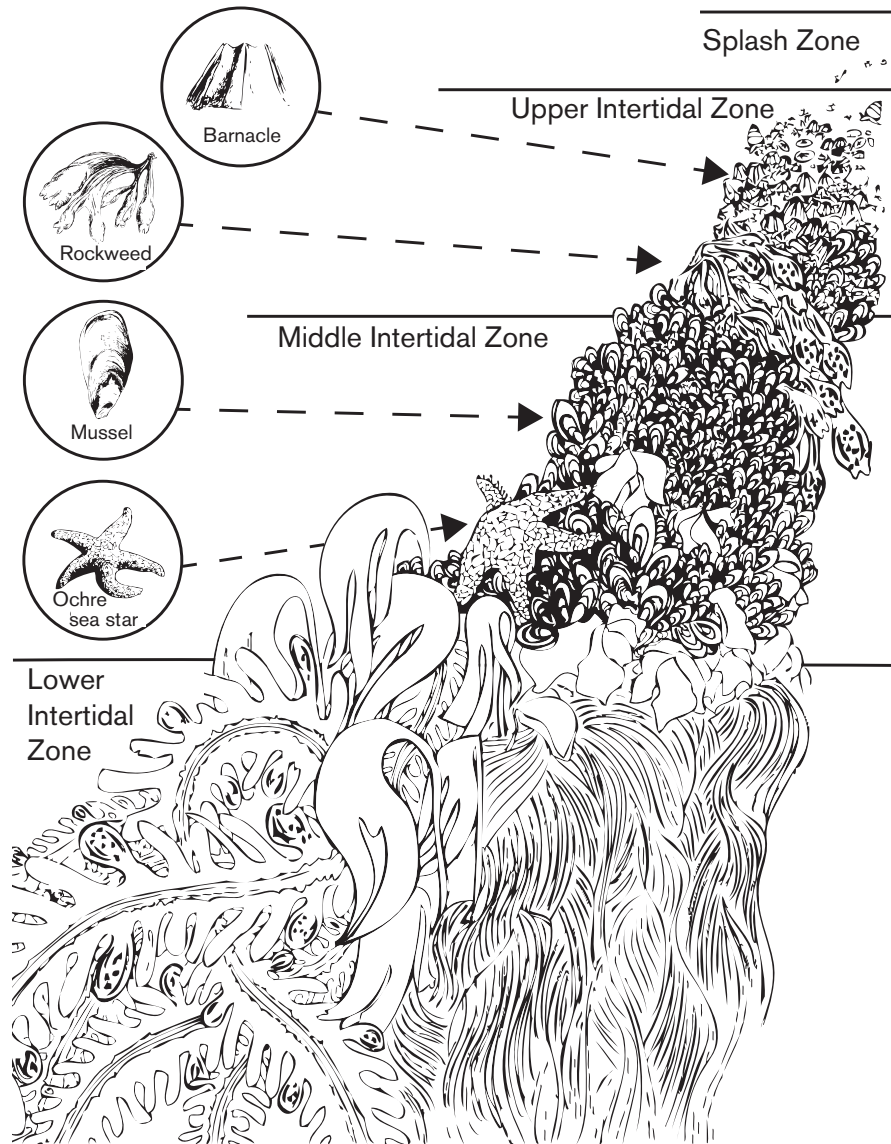 Splash Zone
Upper Intertidal Zone
Barnacle
Rockweed
Middle Intertidal Zone
Mussel
Ochre
sea star
Lower
Intertidal
Zone